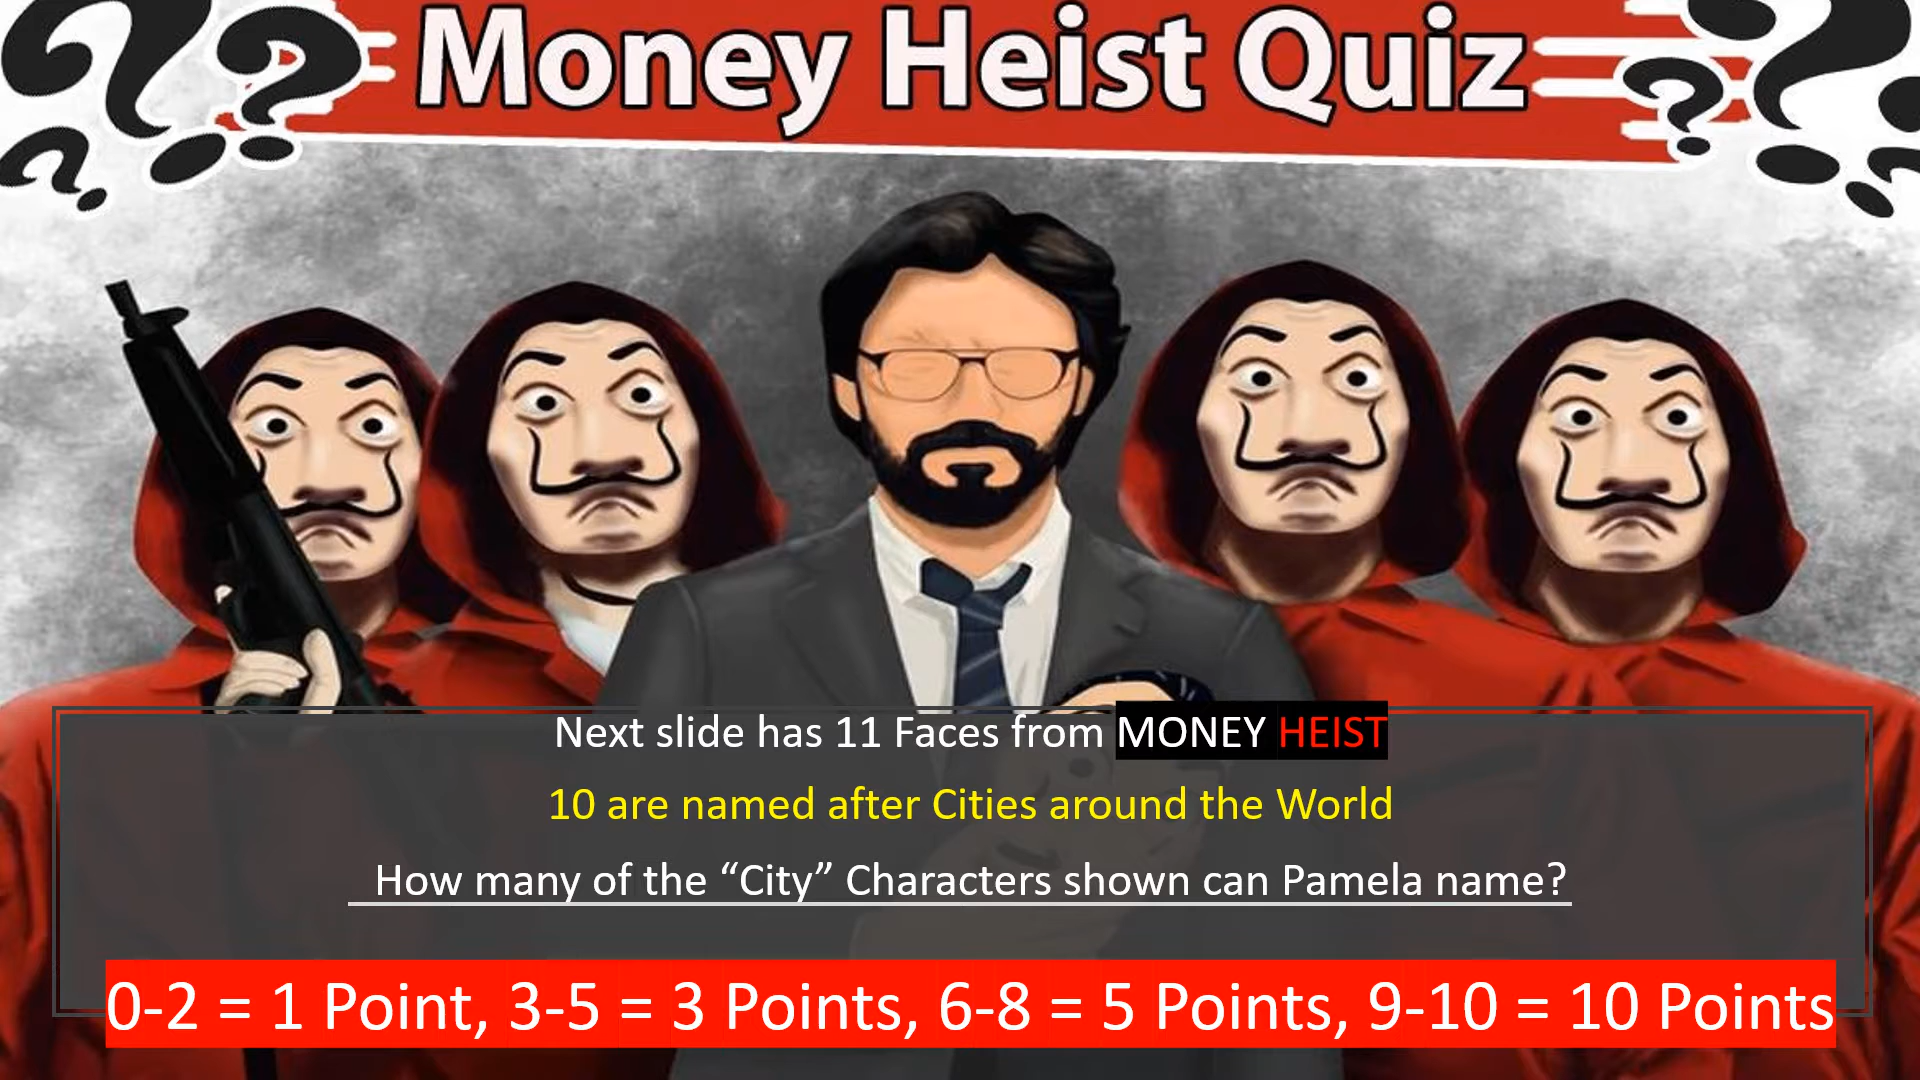 Money Heist Quiz
Next slide has 11 Faces from MONEY HEIST
10 are named after Cities around the World
How many of the “City” Characters shown can Pamela name?
0-2 = 1 Point, 3-5 = 3 Points, 6-8 = 5 Points, 9-10 = 10 Points